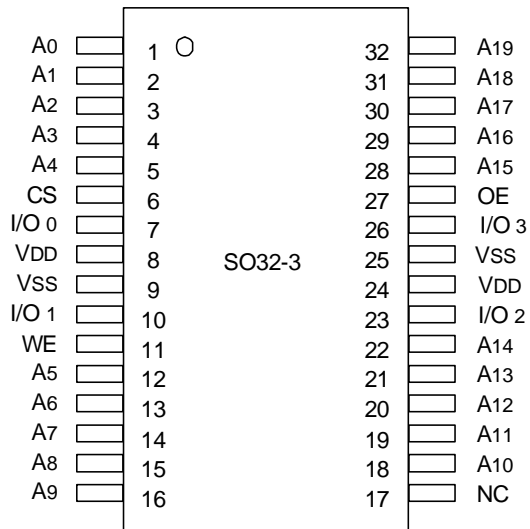 A0 1 32 A19
A1 2 31 A18
A2 3 30 A17
A3 4 29 A16
A4 5 28 A15
CS 6 27 OE
I/O 0 7 26 I/O 3
VDD 8 SO32-3 25 VSS
VSS 9 24 VDD
I/O 1 10 23 I/O 2
WE 11 22 A14
A5 12 21 A13
A6 13 20 A12
A7 14 19 A11
A8 15 18 A10
A9 16 17 NC